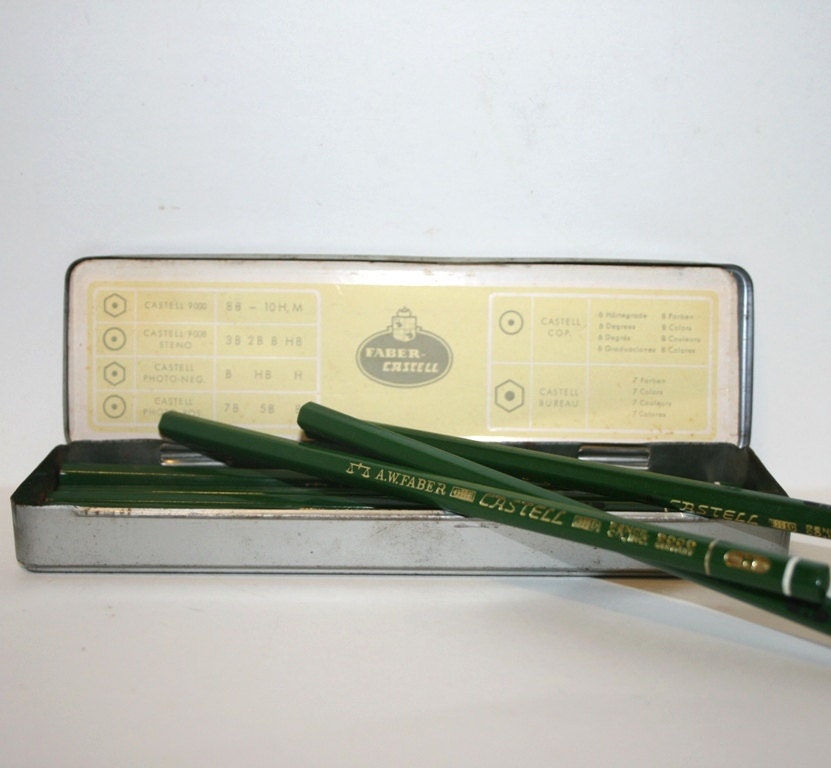 CASTELL 9000 8B - 10H, M
CASTELL 9008
STENO 3B 2B B HB
CASTELL
PHOTO-NEG. B HB H
CASTELL
7B 5B
FABER-
CASTELL
CASTELL
COP.
6 Härtegrade 8 Farben
6 Degrees 8 Colors
6 Degrés 8 Couleurs
6 Graduaciones 8 Colores
CASTELL
BUREAU
7 Farben
7 Colors
7 Couleurs
7 Colores
A.W.FABER CASTELL
CASTELL